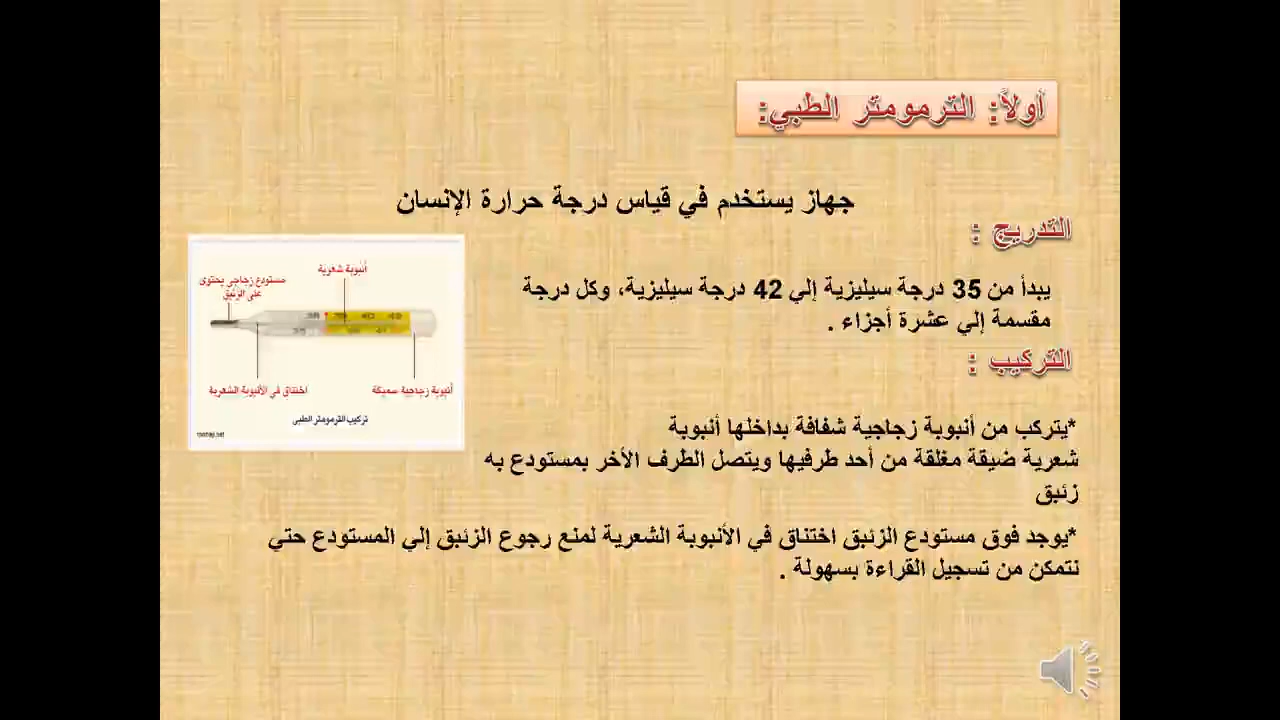 أولاً: الترمومتر الطبي:
جهاز يستخدم في قياس درجة حرارة الإنسان
التدريج :
يبدأ من 35 درجة سيليزية إلي 42 درجة سيليزية، وكل درجة
مقسمة إلي عشرة أجزاء .
التركيب :
*يتركب من أنبوبة زجاجية شفافة بداخلها أنبوبة
شعرية ضيقة مغلقة من أحد طرفيها ويتصل الطرف الأخر بمستودع به
زئبق
*يوجد فوق مستودع الزئبق اختناق في الأنبوبة الشعرية لمنع رجوع الزئبق إلي المستودع حتي
نتمكن من تسجيل القراءة بسهولة .
أنبوبة شعرية
مستودع زجاجى يحتوى
على الزئبق
اختناق في الأنبوبة الشعرية
أنبوبة زجاجية سميكة
تركيب الترمومتر الطبى